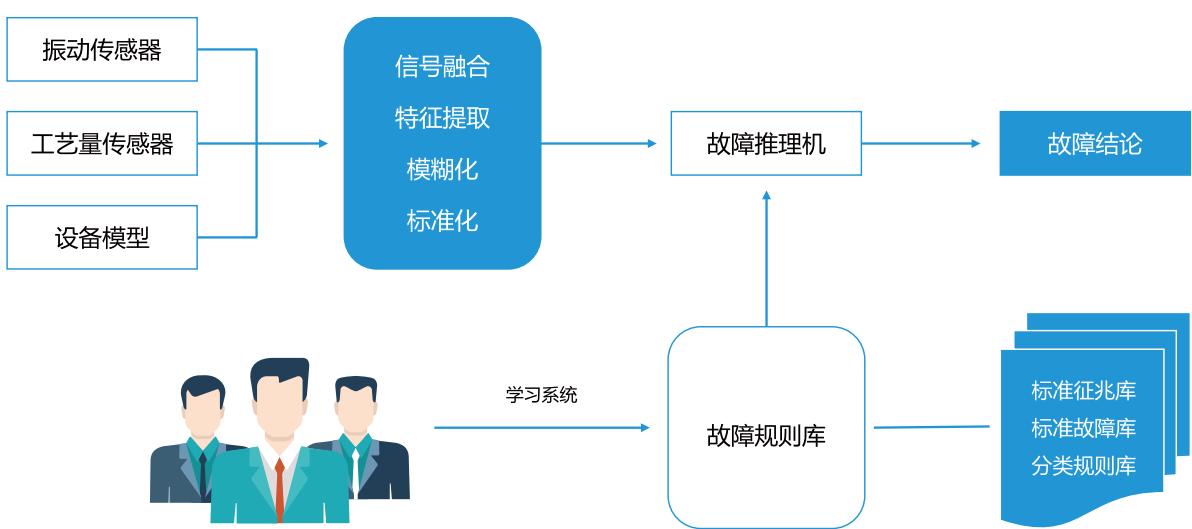 振动传感器
工艺量传感器
设备模型
信号融合
特征提取
模糊化
标准化
故障推理机
故障结论
学习系统
故障规则库
标准征兆库
标准故障库
分类规则库